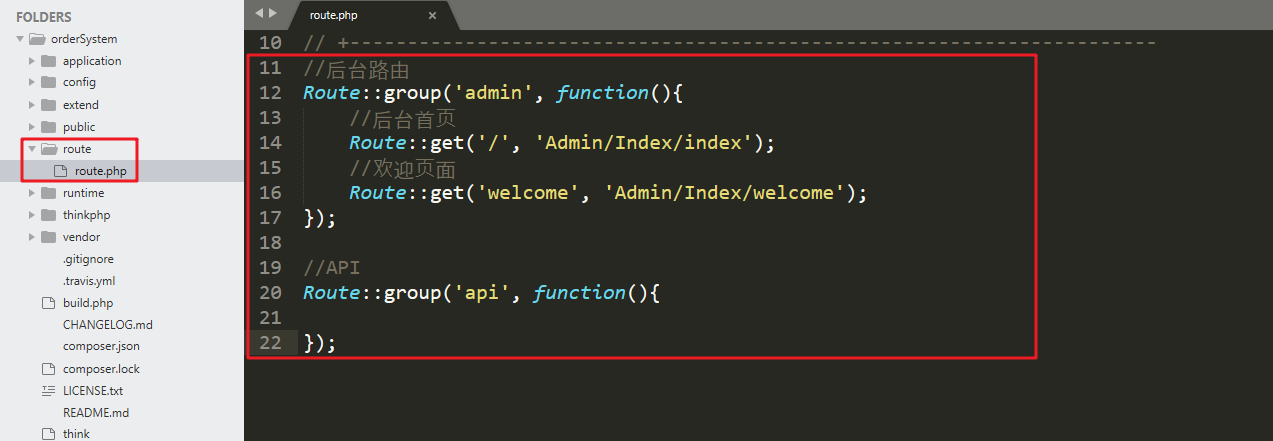 FOLDERS
orderSystem
application
config
extend
public
route
route.php
runtime
thinkphp
vendor
.gitignore
.travis.yml
build.php
CHANGELOG.md
composer.json
composer.lock
LICENSE.txt
README.md
think
route.php
10 // +----------------------------------------------------------------------
11 //后台路由
12 Route::group('admin', function(){
13     //后台首页
14     Route::get('/', 'Admin/Index/index');
15     //欢迎页面
16     Route::get('welcome', 'Admin/Index/welcome');
17 });
18
19 //API
20 Route::group('api', function(){
21
22 });